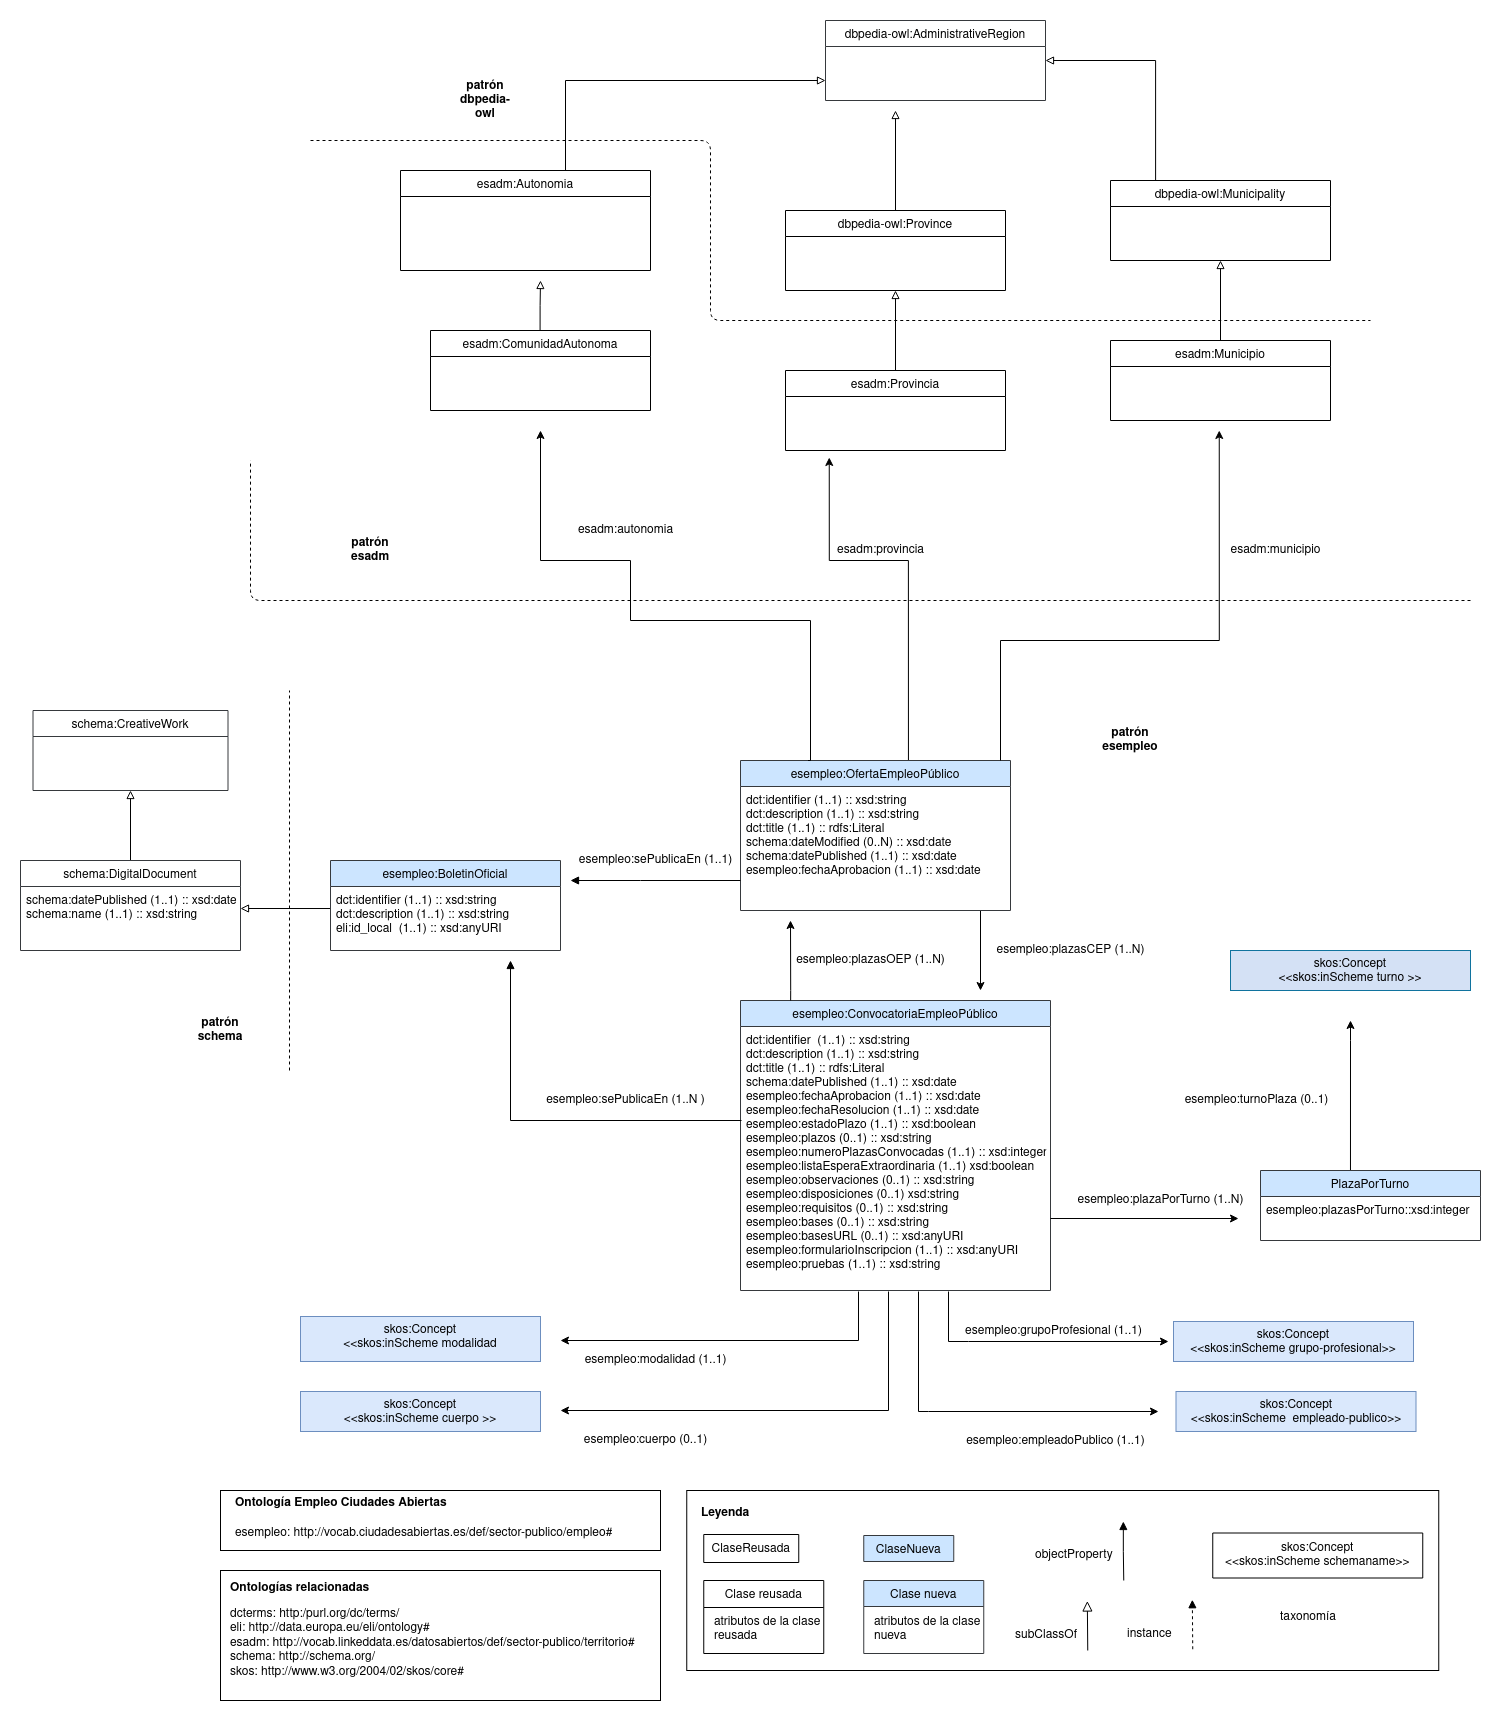 dbpedia-owl:AdministrativeRegion
patrón
dbpedia-
owl
esadm:Autonomia
dbpedia-owl:Province
dbpedia-owl:Municipality
esadm:ComunidadAutonoma
esadm:Provincia
esadm:Municipio
esadm:autonomia
esadm:provincia
esadm:municipio
patrón
esadm
schema:CreativeWork
patrón
esempleo
esempleo:OfertaEmpleoPúblico
dct:identifier (1..1) :: xsd:string
dct:description (1..1) :: xsd:string
dct:title (1..1) :: rdfs:Literal
schema:dateModified (0..N) :: xsd:date
schema:datePublished (1..1) :: xsd:date
esempleo:fechaAprobacion (1..1) :: xsd:date
esempleo:sePublicaEn (1..1)
schema:DigitalDocument
schema:datePublished (1..1) :: xsd:date
schema:name (1..1) :: xsd:string
esempleo:BoletinOficial
dct:identifier (1..1) :: xsd:string
dct:description (1..1) :: xsd:string
eli:id_local  (1..1) :: xsd:anyURI
esempleo:plazasOEP (1..N)
esempleo:plazasCEP (1..N)
skos:Concept
<<skos:inScheme turno >>
patrón
schema
esempleo:ConvocatoriaEmpleoPúblico
dct:identifier  (1..1) :: xsd:string
dct:description (1..1) :: xsd:string
dct:title (1..1) :: rdfs:Literal
schema:datePublished (1..1) :: xsd:date
esempleo:fechaAprobacion (1..1) :: xsd:date
esempleo:fechaResolucion (1..1) :: xsd:date
esempleo:estadoPlazo (1..1) :: xsd:boolean
esempleo:plazos (0..1) :: xsd:string
esempleo:numeroPlazasConvocadas (1..1) :: xsd:integer
esempleo:listaEsperaExtraordinaria (1..1) xsd:boolean
esempleo:observaciones (0..1) :: xsd:string
esempleo:disposiciones (0..1) xsd:string
esempleo:requisitos (0..1) :: xsd:string
esempleo:bases (0..1) :: xsd:string
esempleo:basesURL (0..1) :: xsd:anyURI
esempleo:formularioInscripcion (1..1) :: xsd:anyURI
esempleo:pruebas (1..1) :: xsd:string
esempleo:sePublicaEn (1..N )
esempleo:turnoPlaza (0..1)
esempleo:plazaPorTurno (1..N)
PlazaPorTurno
esempleo:plazasPorTurno::xsd:integer
skos:Concept
<<skos:inScheme modalidad
esempleo:modalidad (1..1)
esempleo:grupoProfesional (1..1)
skos:Concept
<<skos:inScheme grupo-profesional>>
skos:Concept
<<skos:inScheme cuerpo >>
esempleo:cuerpo (0..1)
esempleo:empleadoPublico (1..1)
skos:Concept
<<skos:inScheme  empleado-publico>>
Ontología Empleo Ciudades Abiertas
esempleo: http://vocab.ciudadesabiertas.es/def/sector-publico/empleo#
Ontologías relacionadas
dcterms: http:/purl.org/dc/terms/
eli: http://data.europa.eu/eli/ontology#
esadm: http://vocab.linkeddata.es/datosabiertos/def/sector-publico/territorio#
schema: http://schema.org/
skos: http://www.w3.org/2004/02/skos/core#
Leyenda
ClaseReusada
ClaseNueva
objectProperty
skos:Concept
<<skos:inScheme schemaname>>
Clase reusada
atributos de la clase
reusada
Clase nueva
atributos de la clase
nueva
subClassOf
instance
taxonomía